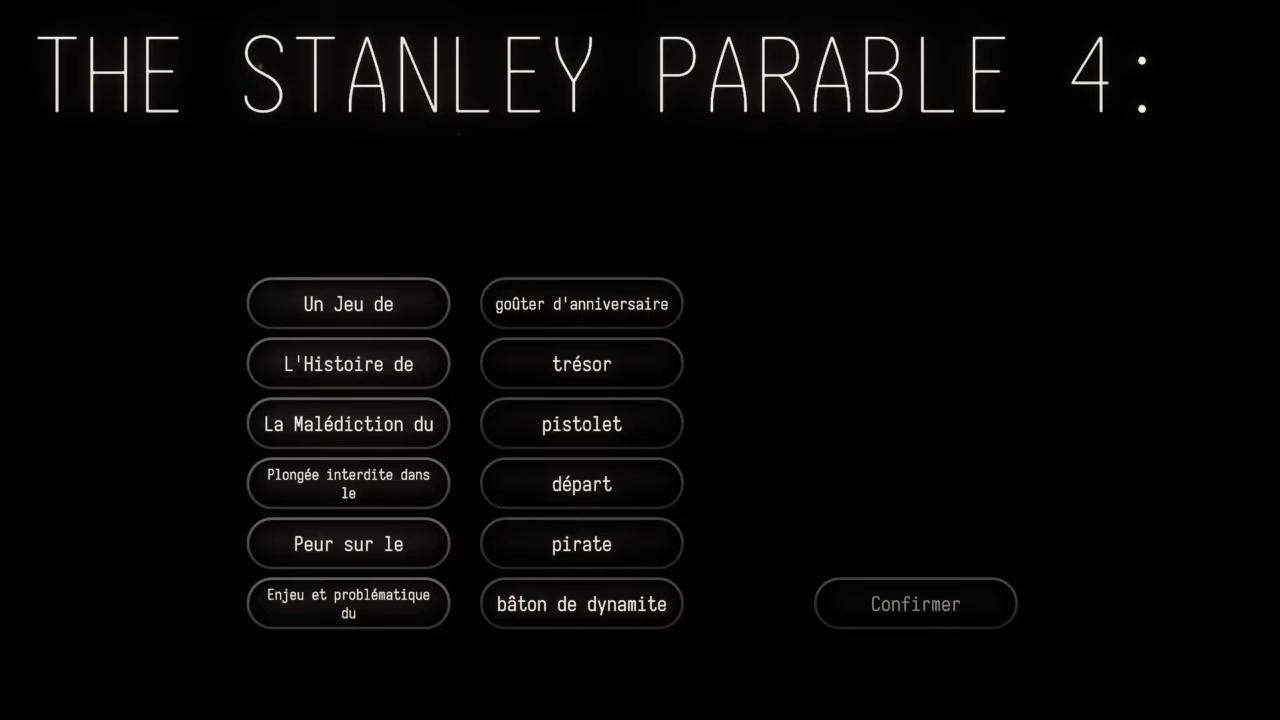 THE STANLEY PARABLE 4:
Un Jeu de
goûter d'anniversaire
L'Histoire de
trésor
La Malédiction du
pistolet
Plongée interdite dans
le
départ
Peur sur le
pirate
Enjeu et problématique
du
bâton de dynamite
Confirmer